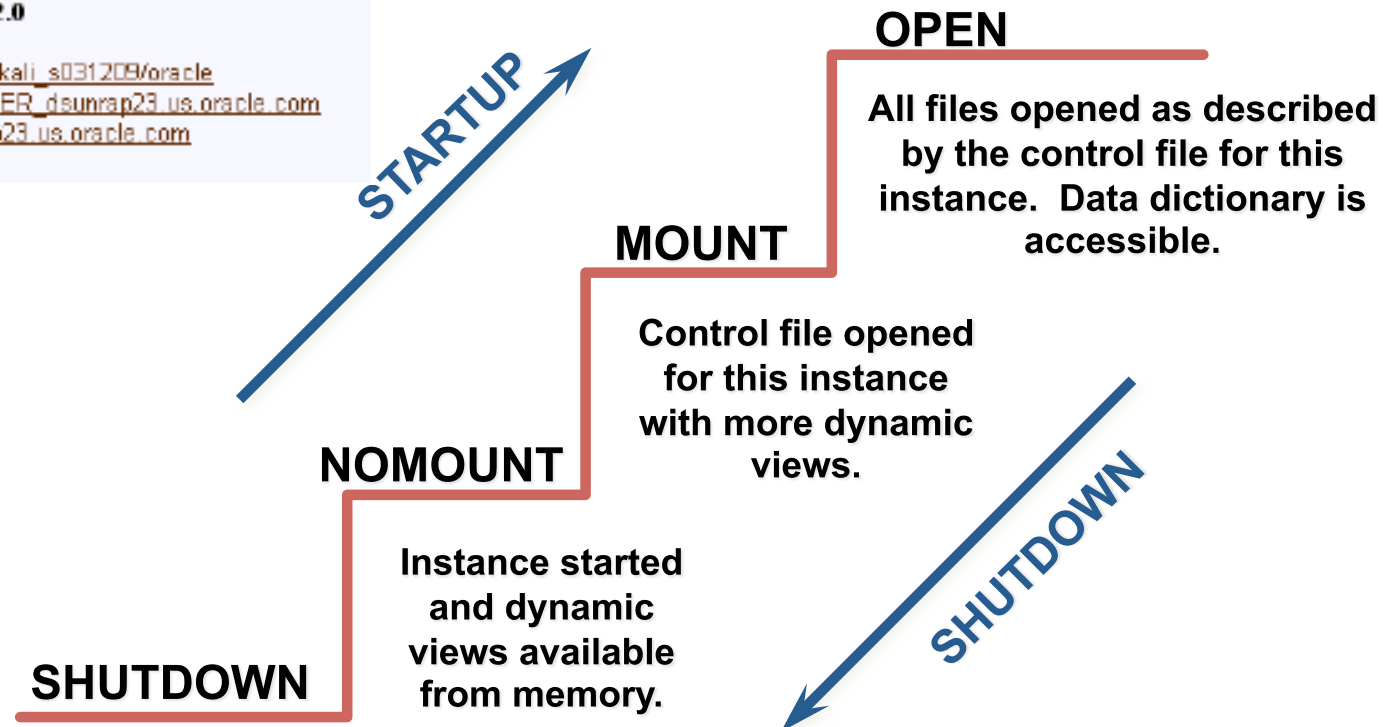 2.0
kali_s031209/oracle
ER_dsunrap23.us.oracle.com
p23.us.oracle.com
STARTUP
OPEN
All files opened as described
by the control file for this
instance. Data dictionary is
accessible.
MOUNT
Control file opened
for this instance
with more dynamic
views.
NOMOUNT
Instance started
and dynamic
views available
from memory.
SHUTDOWN
SHUTDOWN